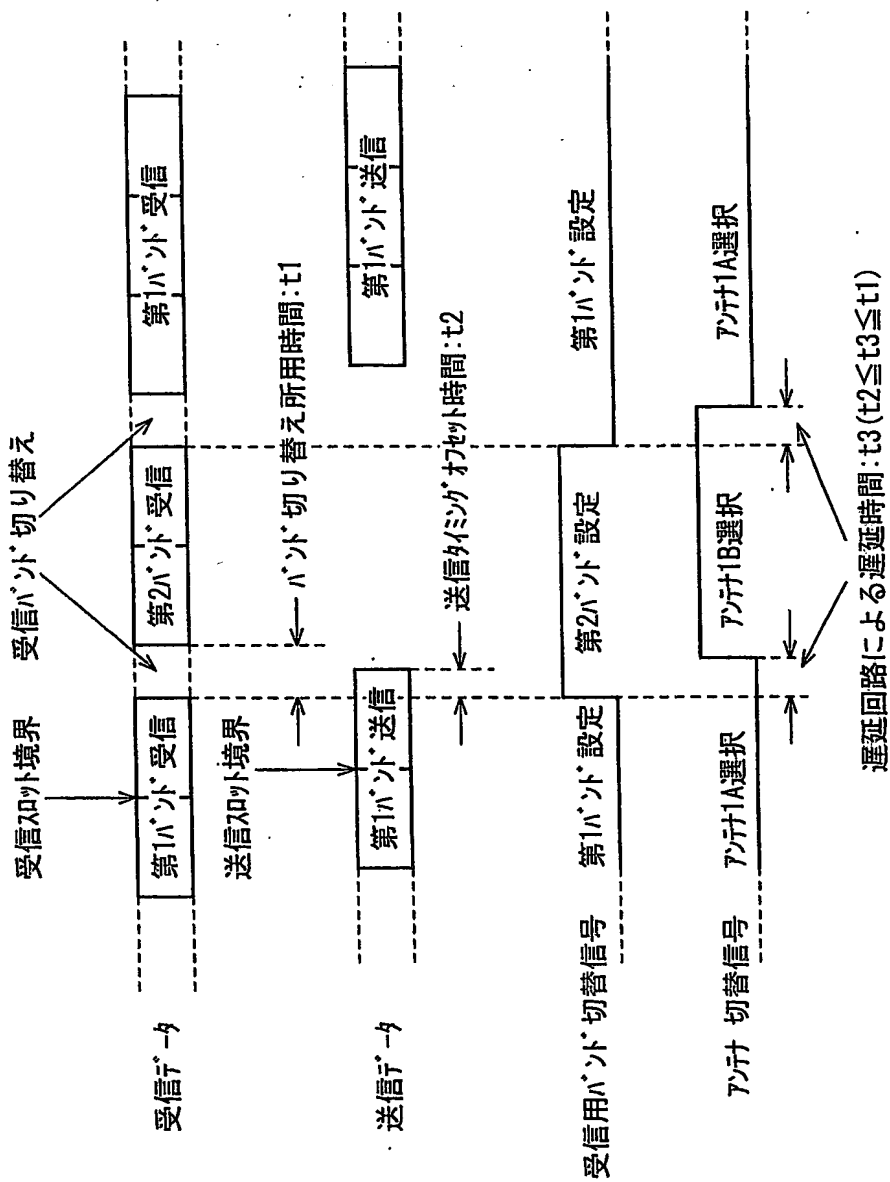 受信スロット境界
受信バンド切り替え
受信データ
第1バンド受信
第2バンド受信
第1バンド受信
バンド切り替え所用時間:t1
送信スロット境界
送信データ
第1バンド送信
第1バンド送信
送信タイミングオフセット時間:t2
受信用バンド切替信号
第1バンド設定
第2バンド設定
第1バンド設定
アンテナ切替信号
アンテナ1A選択
アンテナ1B選択
アンテナ1A選択
遅延回路による遅延時間:t3(t2≦t3≦t1)